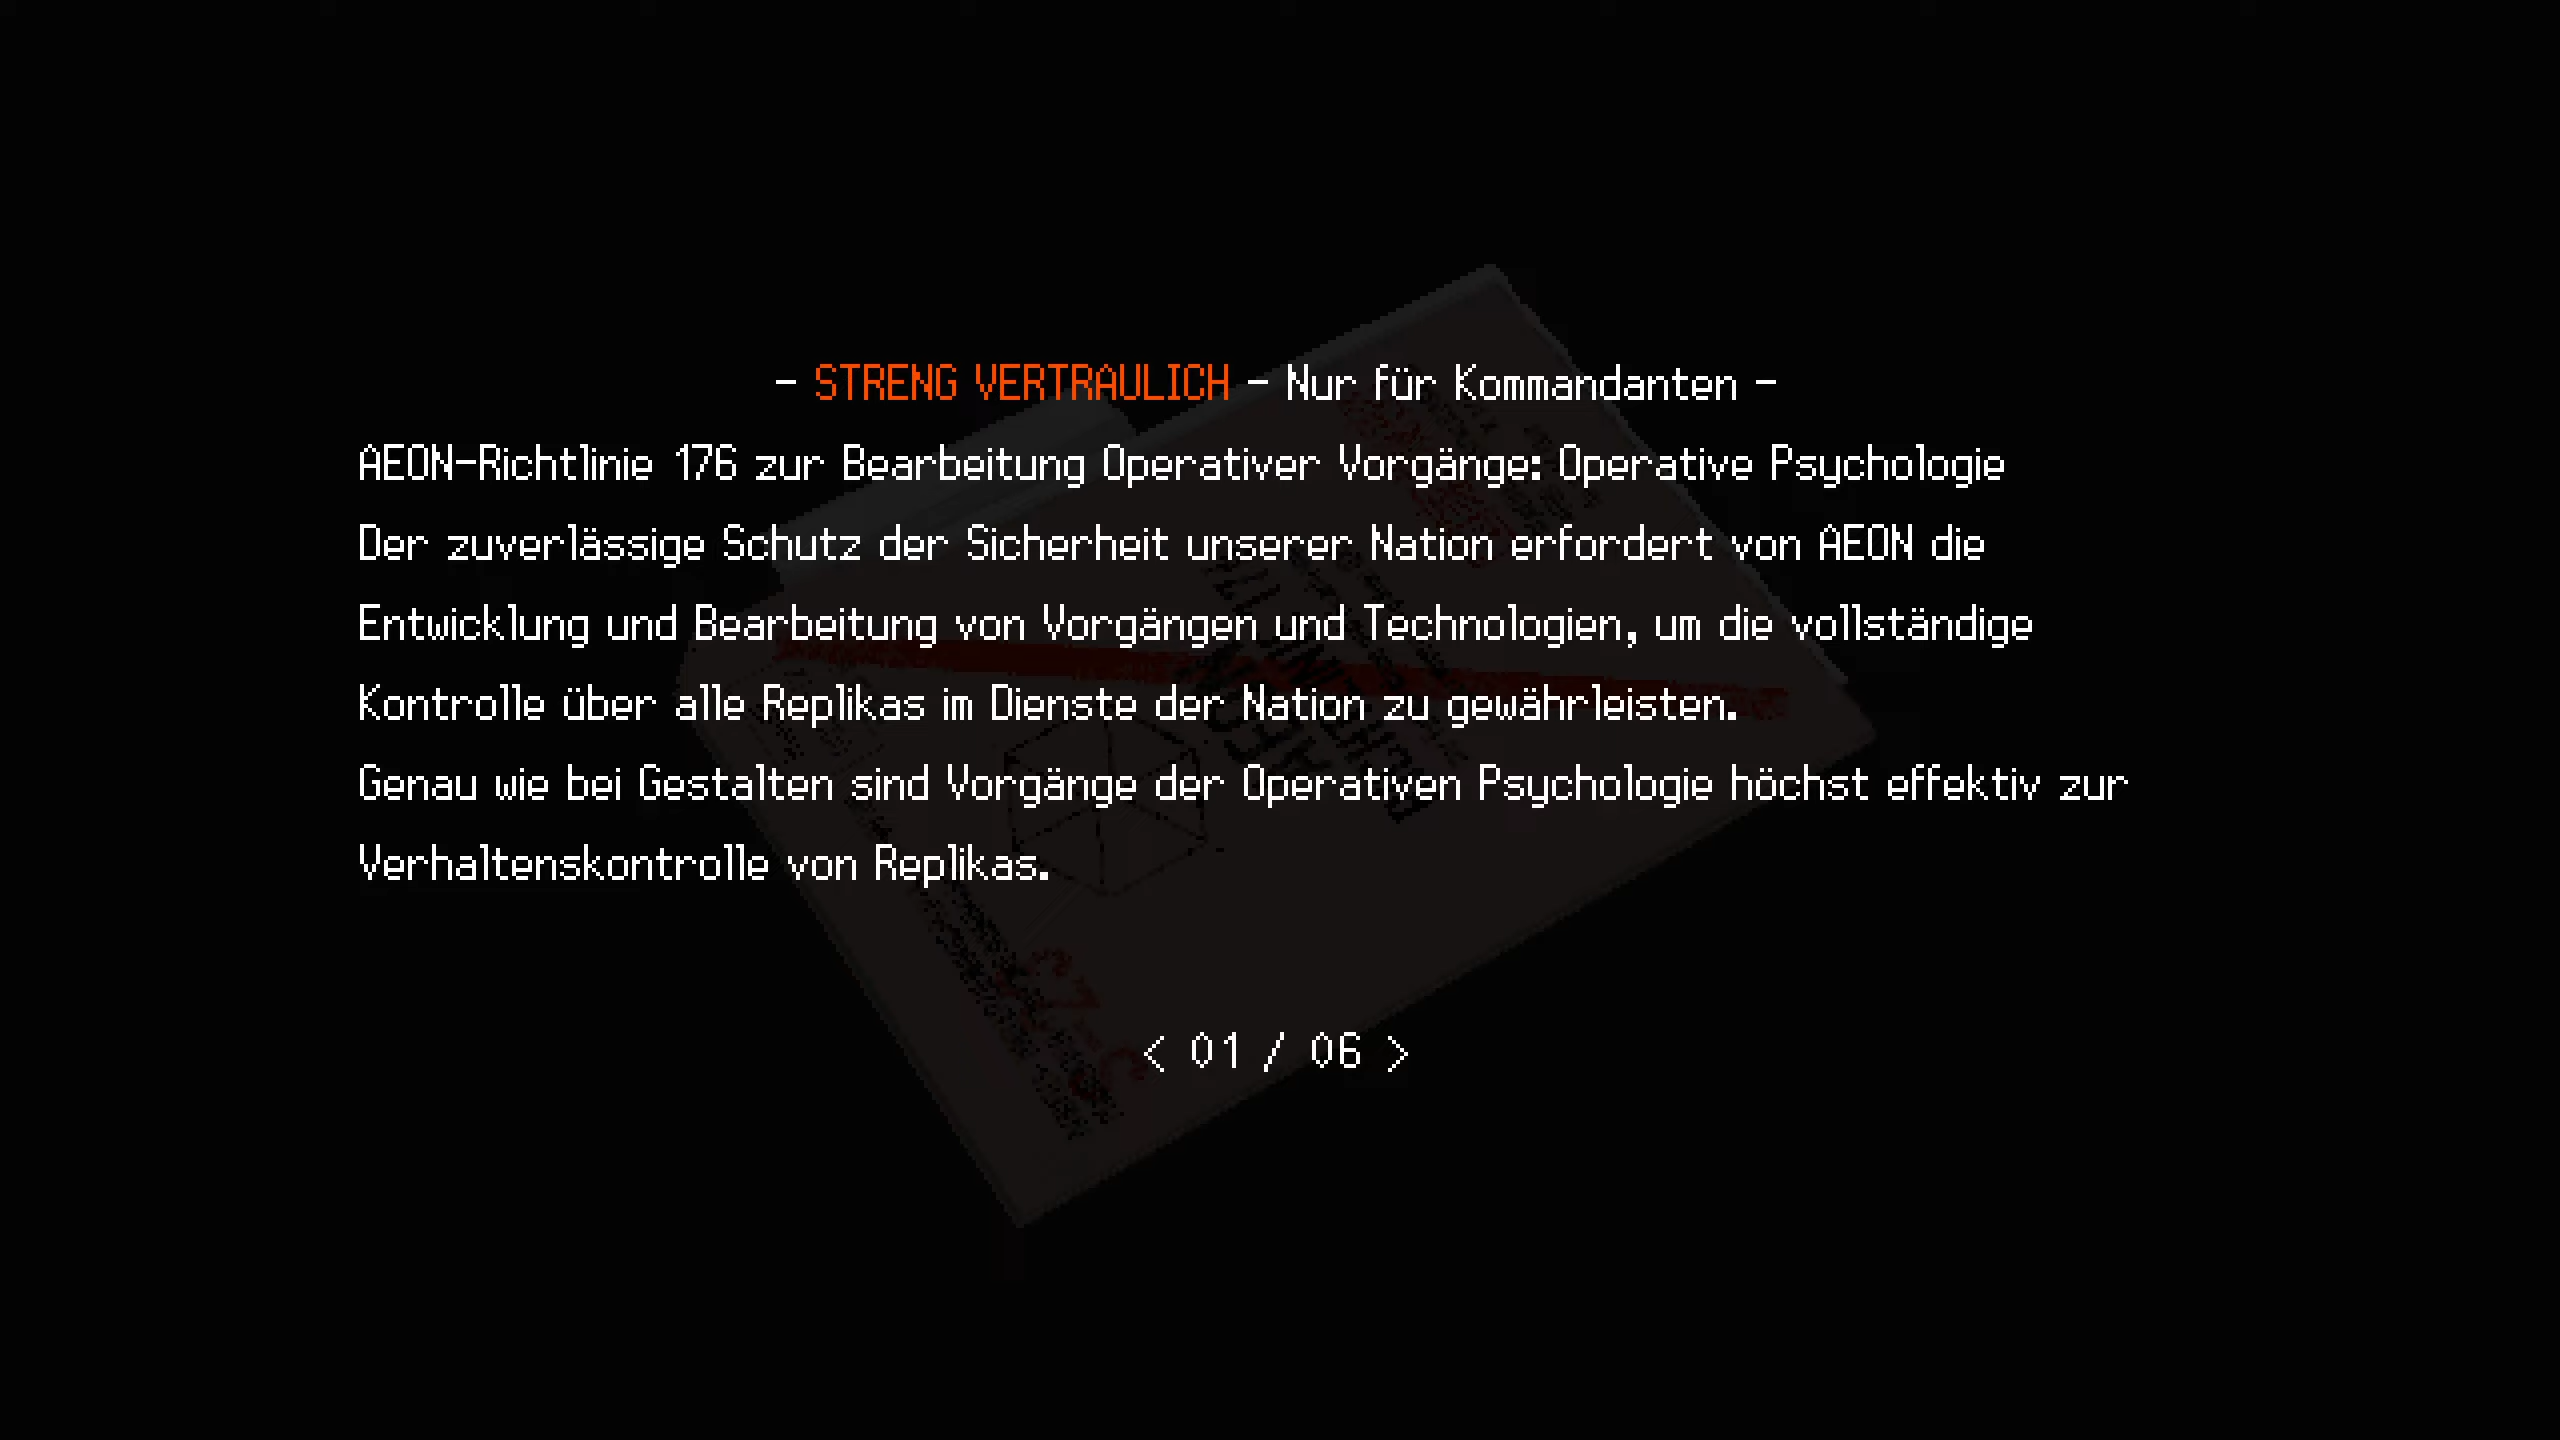 - STRENG VERTRAULICH - Nur für Kommandanten -
AEON-Richtlinie 176 zur Bearbeitung Operativer Vorgänge: Operative Psychologie
Der zuverlässige Schutz der Sicherheit unserer Nation erfordert von AEON die
Entwicklung und Bearbeitung von Vorgängen und Technologien, um die vollständige
Kontrolle über alle Replikas im Dienste der Nation zu gewährleisten.
Genau wie bei Gestalten sind Vorgänge der Operativen Psychologie höchst effektiv zur
Verhaltenskontrolle von Replikas.
< 01 / 06 >